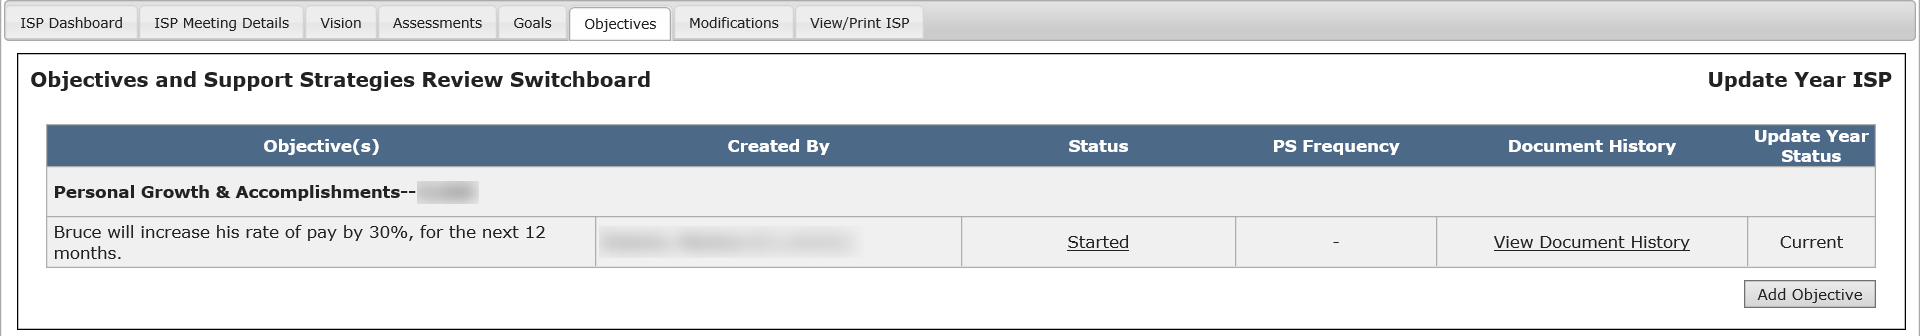 ISP Dashboard ISP Meeting Details Vision Assessments Goals Objectives Modifications View/Print ISP
Objectives and Support Strategies Review Switchboard Update Year ISP
Objective(s) Created By Status PS Frequency Document History Update Year Status
Personal Growth & Accomplishments--
Bruce will increase his rate of pay by 30%, for the next 12
months.
Started - View Document History Current
Add Objective